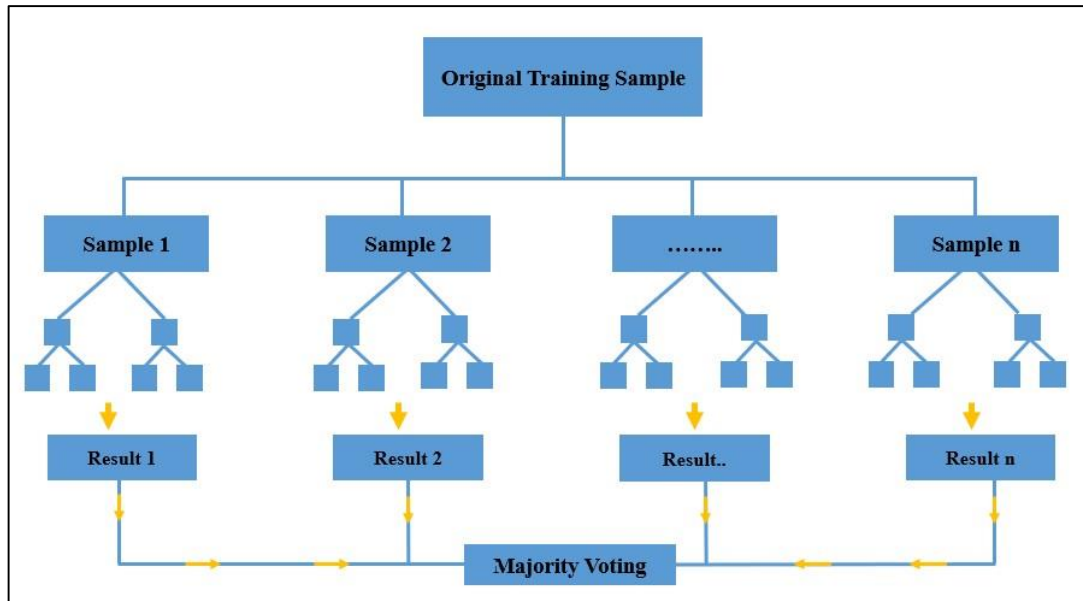 Original Training Sample
Sample 1
Sample 2
……..
Sample n
Result 1
Result 2
Result..
Result n
Majority Voting